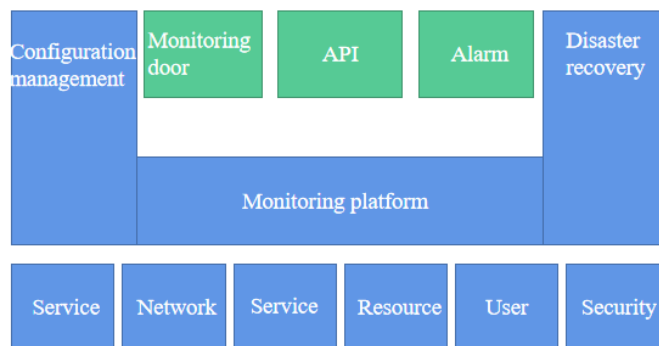 Configuration
management
Monitoring
door
API
Alarm
Disaster
recovery
Monitoring platform
Service
Network
Service
Resource
User
Security